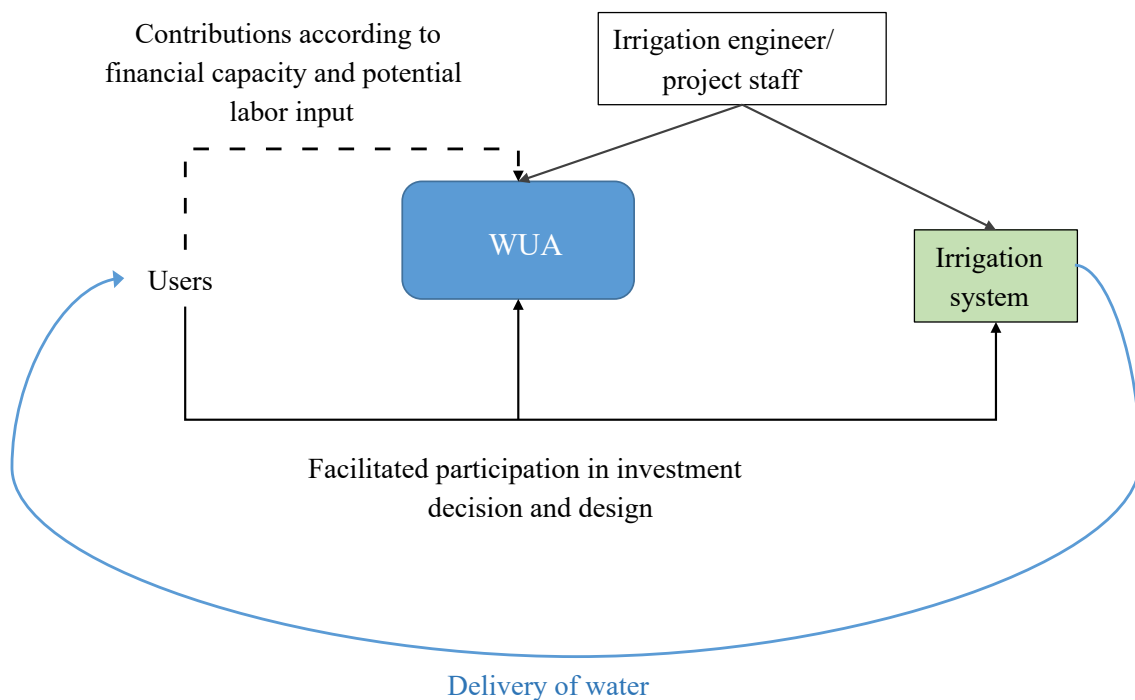 Contributions according to
financial capacity and potential
labor input
Irrigation engineer/
project staff
WUA
Irrigation
system
Users
Facilitated participation in investment
decision and design
Delivery of water